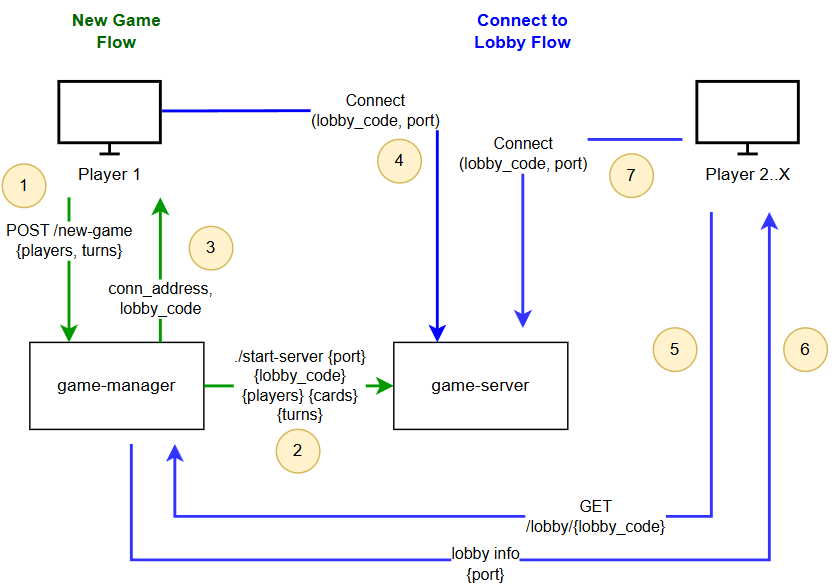 New Game
Flow
Connect to
Lobby Flow
Player 1
Connect
(lobby_code, port)
4
Connect
(lobby_code, port)
7
Player 2..X
1
POST /new-game
{players, turns}
3
conn_address,
lobby_code
game-manager
./start-server {port}
{lobby_code}
{players} {cards}
{turns}
2
game-server
5
6
GET
/lobby/{lobby_code}
lobby info
{port}